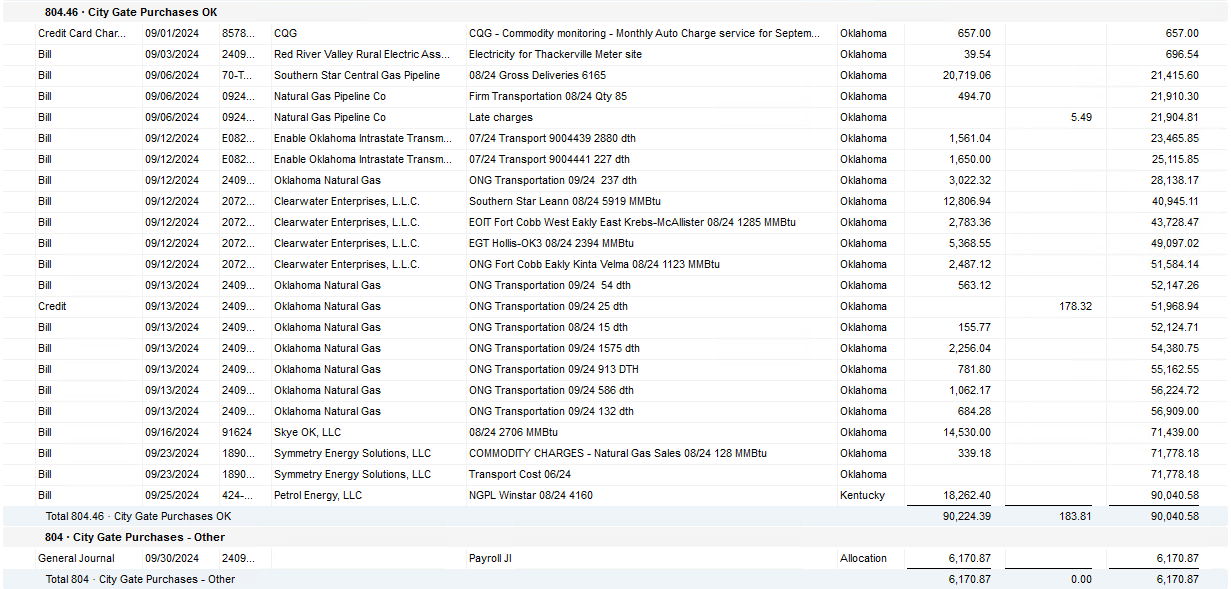 804.46 · City Gate Purchases OK
Credit Card Char... 09/01/2024 8578... CQG CQG - Commodity monitoring - Monthly Auto Charge service for Septem... Oklahoma 657.00 657.00
Bill 09/03/2024 2409... Red River Valley Rural Electric Ass... Electricity for Thackerville Meter site Oklahoma 39.54 696.54
Bill 09/06/2024 70-T... Southern Star Central Gas Pipeline 08/24 Gross Deliveries 6165 Oklahoma 20,719.06 21,415.60
Bill 09/06/2024 0924... Natural Gas Pipeline Co Firm Transportation 08/24 Qty 85 Oklahoma 494.70 21,910.30
Bill 09/06/2024 0924... Natural Gas Pipeline Co Late charges Oklahoma 5.49 21,904.81
Bill 09/12/2024 E082... Enable Oklahoma Intrastate Transm... 07/24 Transport 9004439 2880 dth Oklahoma 1,561.04 23,465.85
Bill 09/12/2024 E082... Enable Oklahoma Intrastate Transm... 07/24 Transport 9004441 227 dth Oklahoma 1,650.00 25,115.85
Bill 09/12/2024 2409... Oklahoma Natural Gas ONG Transportation 09/24 237 dth Oklahoma 3,022.32 28,138.17
Bill 09/12/2024 2072... Clearwater Enterprises, L.L.C. Southern Star Leann 08/24 5919 MMBtu Oklahoma 12,806.94 40,945.11
Bill 09/12/2024 2072... Clearwater Enterprises, L.L.C. EOIT Fort Cobb West Eakly East Krebs-McAllister 08/24 1285 MMBtu Oklahoma 2,783.36 43,728.47
Bill 09/12/2024 2072... Clearwater Enterprises, L.L.C. EGT Hollis-OK3 08/24 2394 MMBtu Oklahoma 5,368.55 49,097.02
Bill 09/12/2024 2072... Clearwater Enterprises, L.L.C. ONG Fort Cobb Eakly Kinta Velma 08/24 1123 MMBtu Oklahoma 2,487.12 51,584.14
Bill 09/13/2024 2409... Oklahoma Natural Gas ONG Transportation 09/24 54 dth Oklahoma 563.12 52,147.26
Credit 09/13/2024 2409... Oklahoma Natural Gas ONG Transportation 09/24 25 dth Oklahoma 178.32 51,968.94
Bill 09/13/2024 2409... Oklahoma Natural Gas ONG Transportation 08/24 15 dth Oklahoma 155.77 52,124.71
Bill 09/13/2024 2409... Oklahoma Natural Gas ONG Transportation 09/24 1575 dth Oklahoma 2,256.04 54,380.75
Bill 09/13/2024 2409... Oklahoma Natural Gas ONG Transportation 09/24 913 DTH Oklahoma 781.80 55,162.55
Bill 09/13/2024 2409... Oklahoma Natural Gas ONG Transportation 09/24 586 dth Oklahoma 1,062.17 56,224.72
Bill 09/13/2024 2409... Oklahoma Natural Gas ONG Transportation 09/24 132 dth Oklahoma 684.28 56,909.00
Bill 09/16/2024 91624 Skye OK, LLC 08/24 2706 MMBtu Oklahoma 14,530.00 71,439.00
Bill 09/23/2024 1890... Symmetry Energy Solutions, LLC COMMODITY CHARGES - Natural Gas Sales 08/24 128 MMBtu Oklahoma 339.18 71,778.18
Bill 09/23/2024 1890... Symmetry Energy Solutions, LLC Transport Cost 06/24 Oklahoma 71,778.18
Bill 09/25/2024 424-... Petrol Energy, LLC NGPL Winstar 08/24 4160 Kentucky 18,262.40 90,040.58
Total 804.46 · City Gate Purchases OK 90,224.39 183.81 90,040.58
804 · City Gate Purchases - Other
General Journal 09/30/2024 2409... Payroll Jl Allocation 6,170.87 6,170.87
Total 804 · City Gate Purchases - Other 6,170.87 0.00 6,170.87